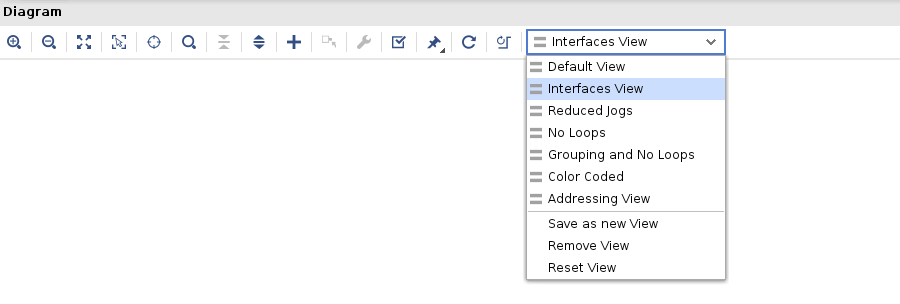 Diagram
Interfaces View
Default View
Interfaces View
Reduced Jogs
No Loops
Grouping and No Loops
Color Coded
Addressing View
Save as new View
Remove View
Reset View